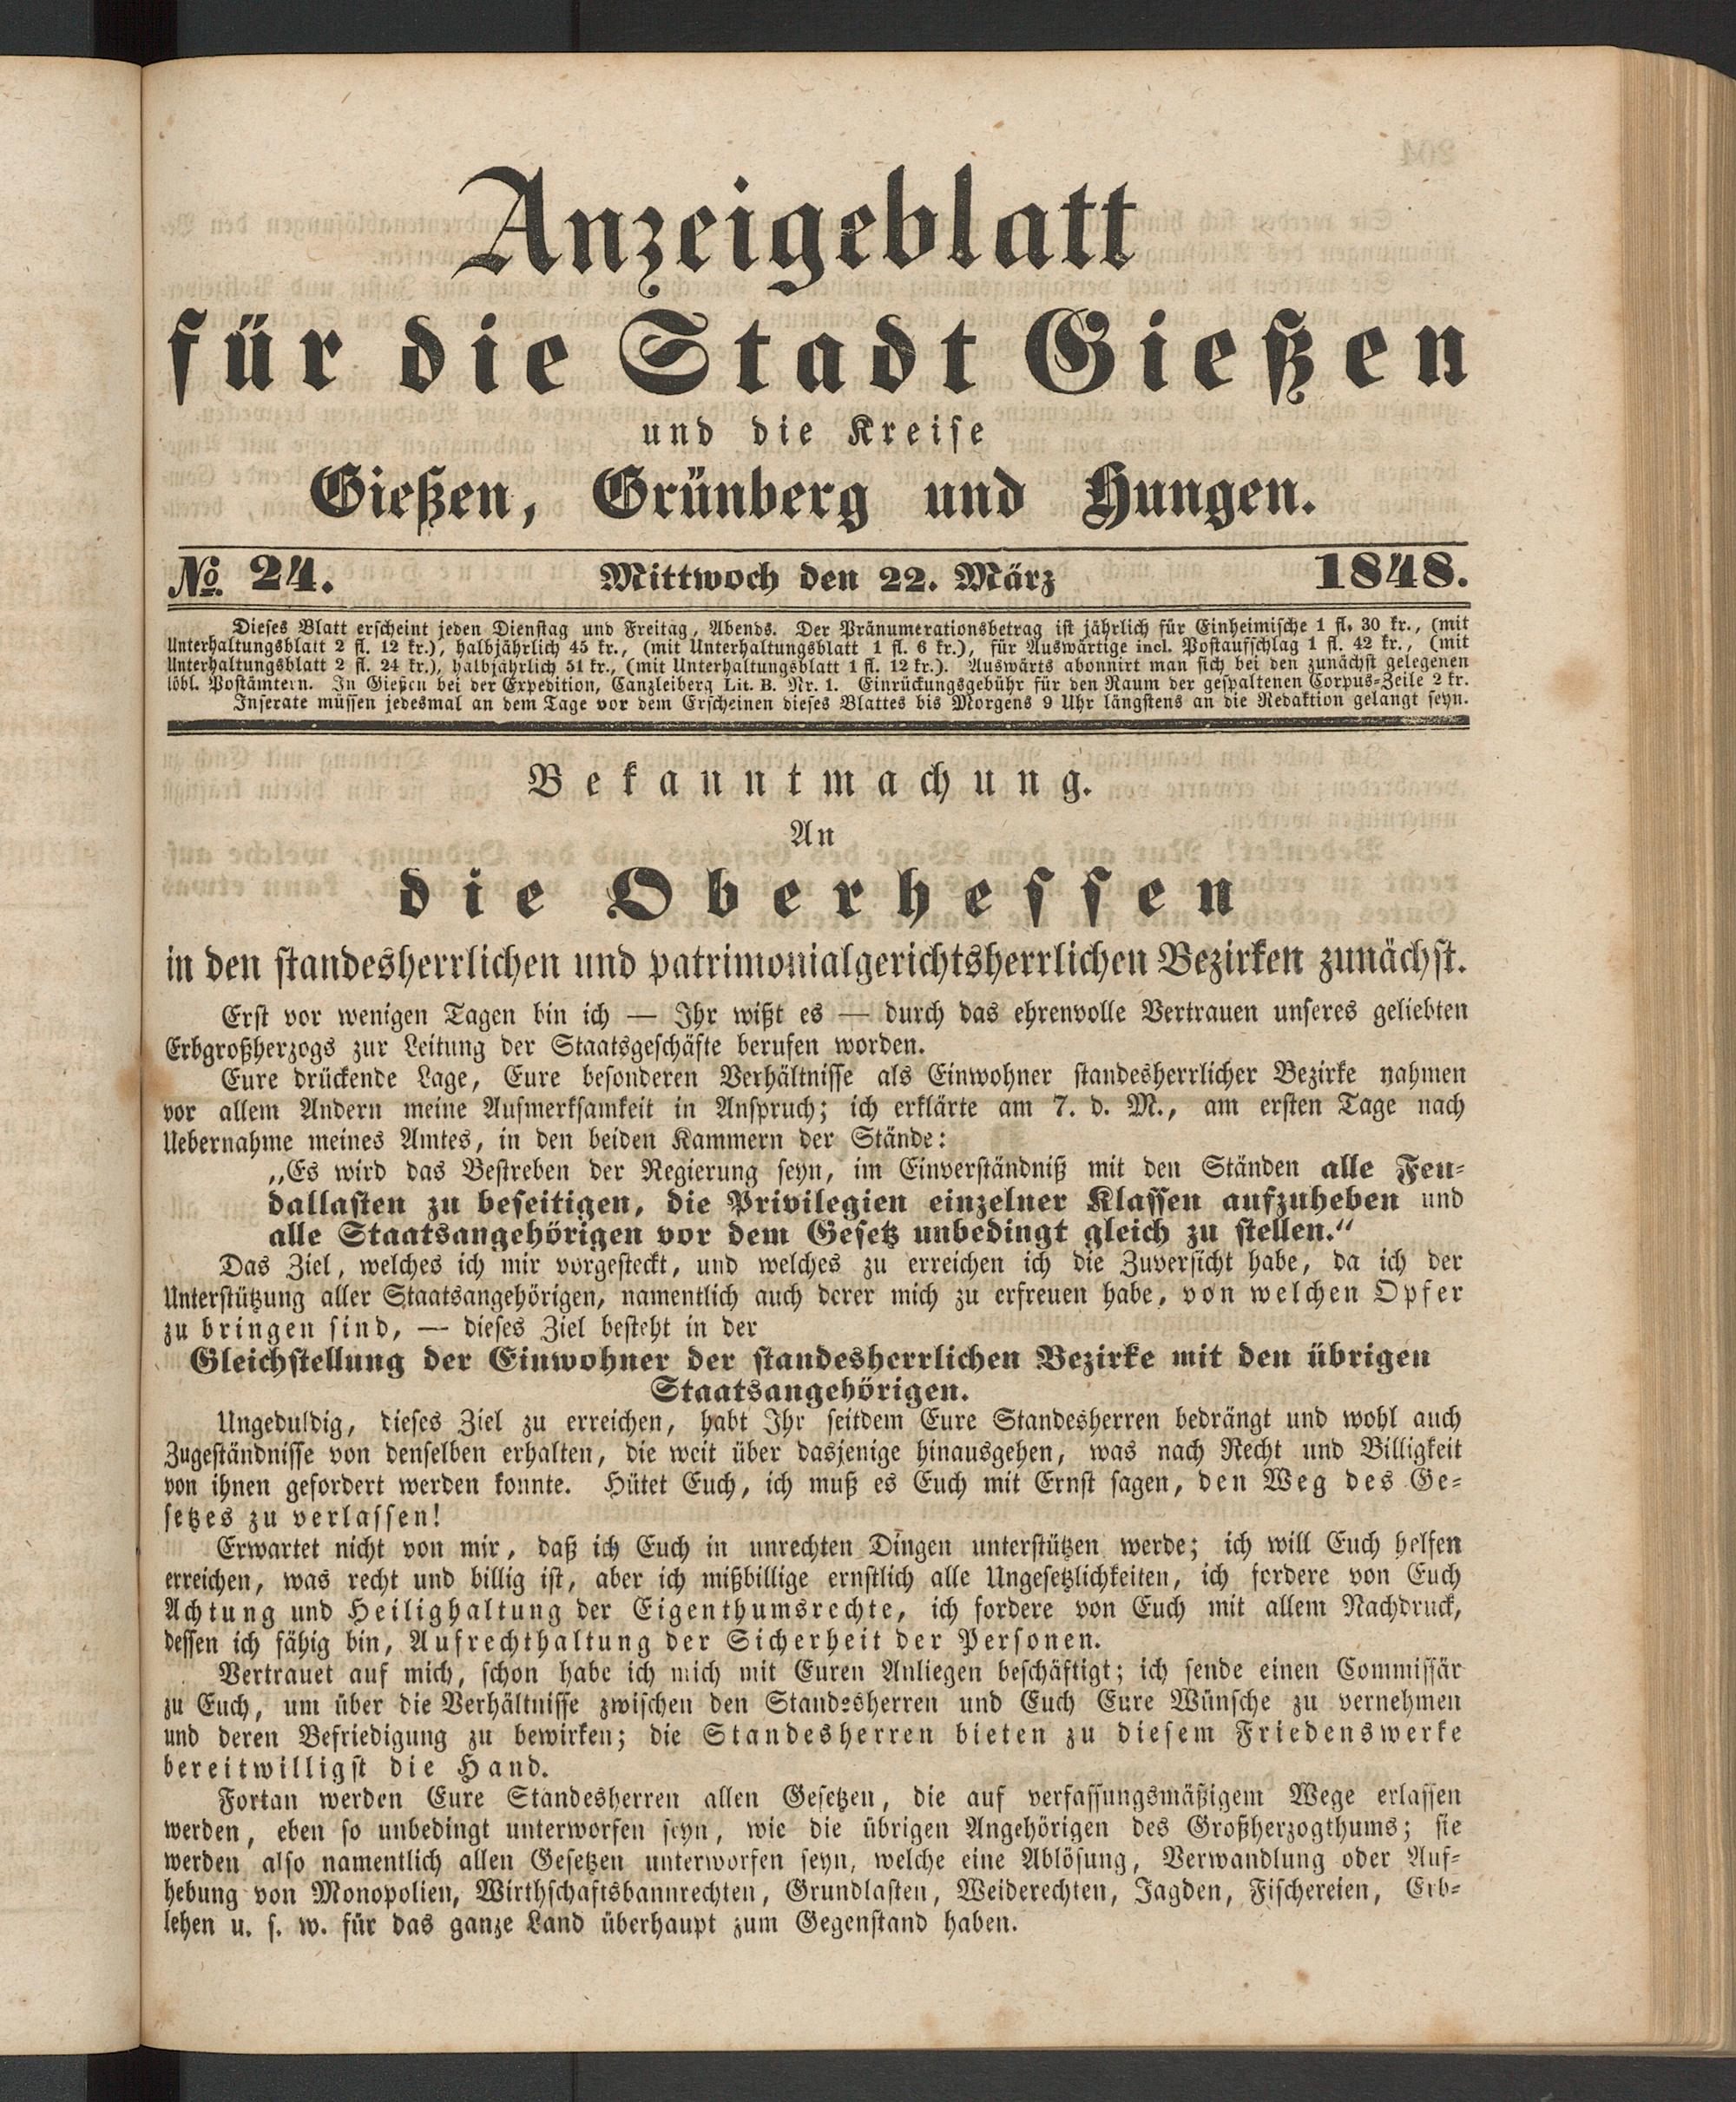 Anzeigeblatt
für die Stadt Gießen
und die Kreise
Gießen, Grünberg und Hungen.
No. 24. Mittwoch den 22. März 1848.
Dieses Blatt erscheint jeden Dienstag und Freitag, Abends. Der Pränumerationsbetrag ist jährlich für Einheimische 1 fl. 30 kr., (mit
Unterhaltungsblatt 2 fl. 12 kr.), halbjährlich 45 kr., (mit Unterhaltungsblatt 1 fl. 6 kr.), für Auswärtige incl. Postaufschlag 1 fl. 42 kr., (mit
Unterhaltungsblatt 2 fl. 24 kr.), halbjährlich 51 kr., (mit Unterhaltungsblatt 1 fl. 12 kr.). Auswärts abonnirt man sich bei den zunächst gelegenen
löbl. Postämtern. In Gießen bei der Expedition, Canzleiberg Lit. B. Nr. 1. Einrückungsgebühr für den Raum der gespaltenen Corpus-Zeile 2 kr.
Inserate müssen jedesmal an dem Tage vor dem Erscheinen dieses Blattes bis Morgens 9 Uhr längstens an die Redaktion gelangt seyn.
Bekanntmachung.
An
die Oberhessen
in den standesherrlichen und patrimonialgerichtsherrlichen Bezirken zunächst.
Erst vor wenigen Tagen bin ich — Ihr wißt es — durch das ehrenvolle Vertrauen unseres geliebten
Erbgroßherzogs zur Leitung der Staatsgeschäfte berufen worden.
Eure drückende Lage, Eure besonderen Verhältnisse als Einwohner standesherrlicher Bezirke nahmen
vor allem Andern meine Aufmerksamkeit in Anspruch; ich erklärte am 7. d. M., am ersten Tage nach
Uebernahme meines Amtes, in den beiden Kammern der Stände:
„Es wird das Bestreben der Regierung seyn, im Einverständniß mit den Ständen alle Feu-
dallasten zu beseitigen, die Privilegien einzelner Klassen aufzuheben und
alle Staatsangehörigen vor dem Gesetz unbedingt gleich zu stellen.“
Das Ziel, welches ich mir vorgesteckt, und welches zu erreichen ich die Zuversicht habe, da ich der
Unterstützung aller Staatsangehörigen, namentlich auch derer mich zu erfreuen habe, von welchen Opfer
zu bringen sind, — dieses Ziel besteht in der
Gleichstellung der Einwohner der standesherrlichen Bezirke mit den übrigen
Staatsangehörigen.
Ungeduldig, dieses Ziel zu erreichen, habt Ihr seitdem Eure Standesherren bedrängt und wohl auch
Zugeständnisse von denselben erhalten, die weit über dasjenige hinausgehen, was nach Recht und Billigkeit
von ihnen gefordert werden konnte. Hütet Euch, ich muß es Euch mit Ernst sagen, den Weg des Ge-
setzes zu verlassen!
Erwartet nicht von mir, daß ich Euch in unrechten Dingen unterstützen werde; ich will Euch helfen
erreichen, was recht und billig ist, aber ich mißbillige ernstlich alle Ungesetzlichkeiten, ich fordere von Euch
Achtung und Heilighaltung der Eigenthumsrechte, ich fordere von Euch mit allem Nachdruck,
dessen ich fähig bin, Aufrechthaltung der Sicherheit der Personen.
Vertrauet auf mich, schon habe ich mich mit Euren Anliegen beschäftigt; ich sende einen Commissär
zu Euch, um über die Verhältnisse zwischen den Standesherren und Euch Eure Wünsche zu vernehmen
und deren Befriedigung zu bewirken; die Standesherren bieten zu diesem Friedenswerke
bereitwilligst die Hand.
Fortan werden Eure Standesherren allen Gesetzen, die auf verfassungsmäßigem Wege erlassen
werden, eben so unbedingt unterworfen seyn, wie die übrigen Angehörigen des Großherzogthums; sie
werden also namentlich allen Gesetzen unterworfen seyn, welche eine Ablösung, Verwandlung oder Auf-
hebung von Monopolien, Wirthschaftsbannrechten, Grundlasten, Weiderechten, Jagden, Fischereien, Erb-
lehen u. s. w. für das ganze Land überhaupt zum Gegenstand haben.